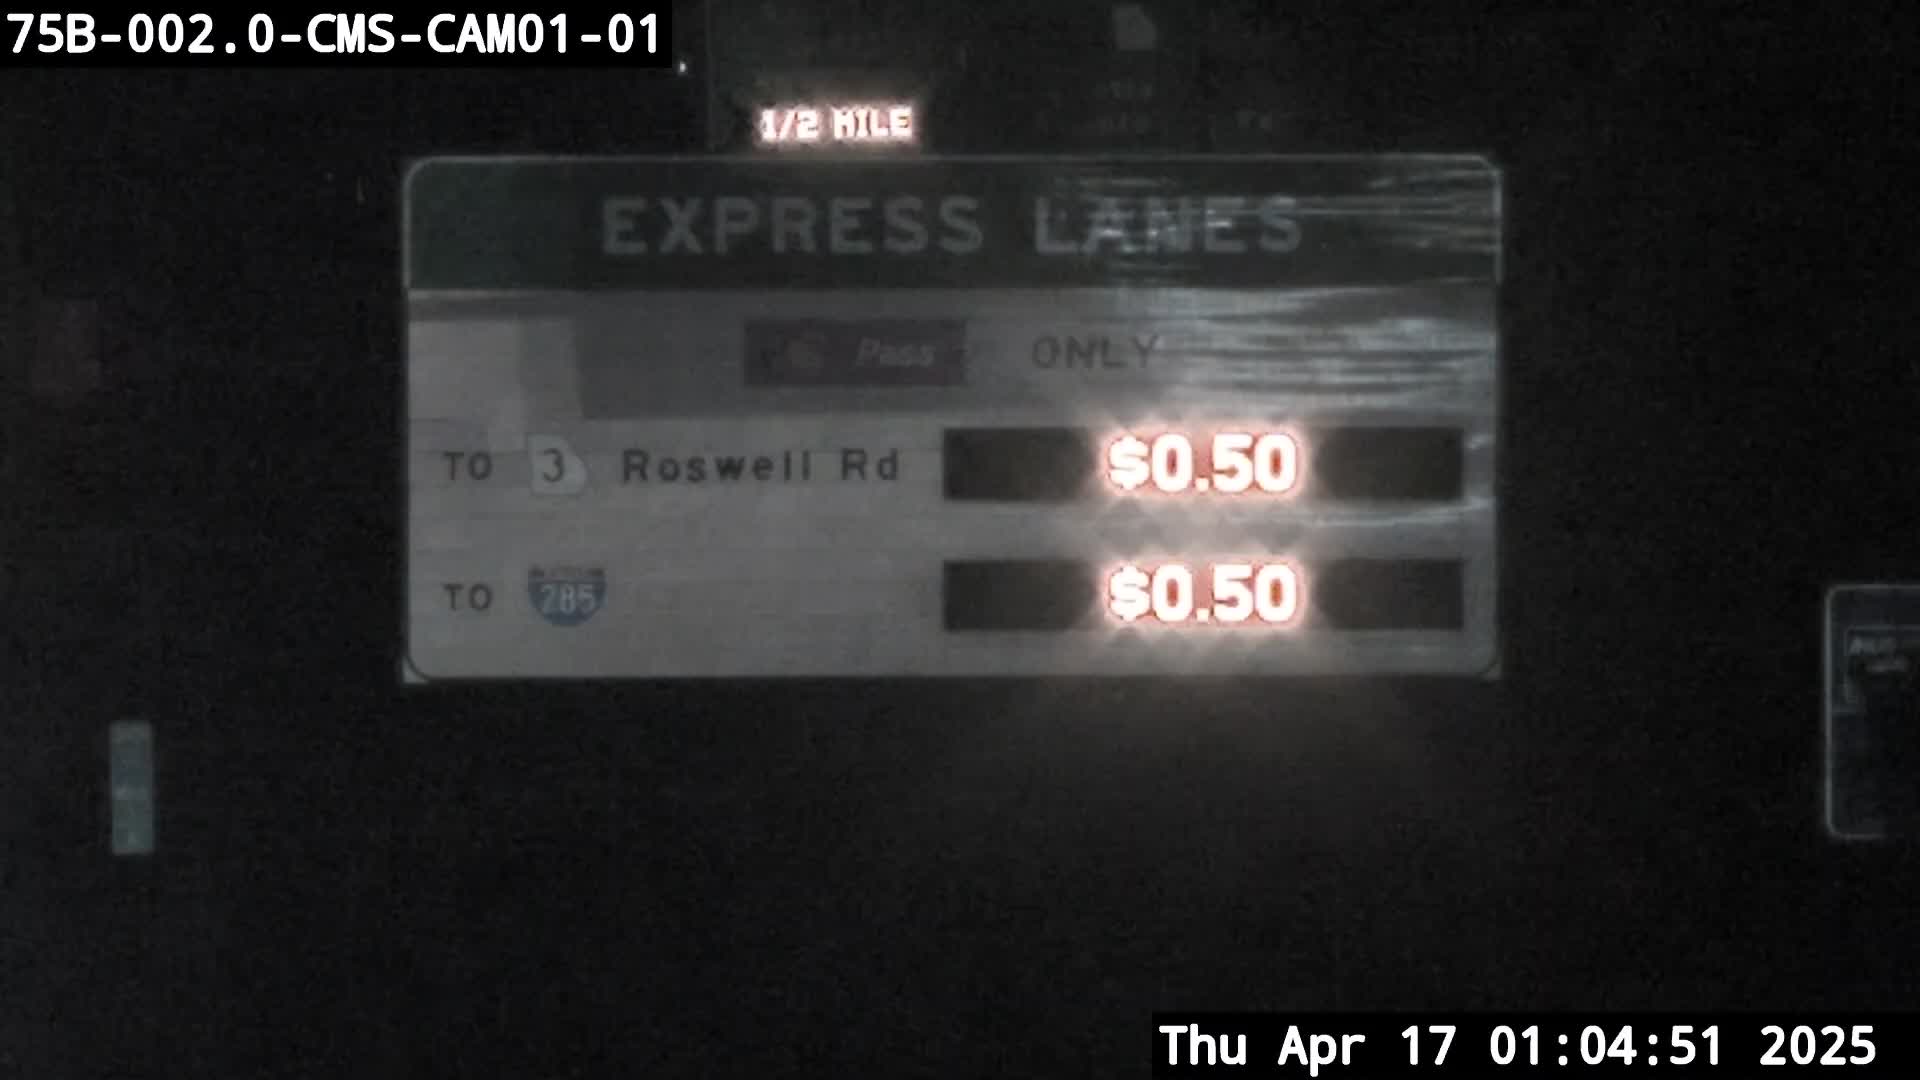 75B-002.0-CMS-CAM01-01
1/2 MILE
EXPRESS LANES
Pass ONLY
TO 3 Roswell Rd $0.50
TO 285 $0.50
Thu Apr 17 01:04:51 2025